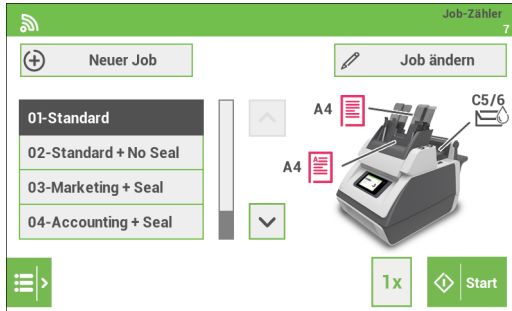 Job-Zähler
7
Neuer Job
Job ändern
01-Standard
02-Standard + No Seal
03-Marketing + Seal
04-Accounting + Seal
A4
A4
C5/6
1x
Start